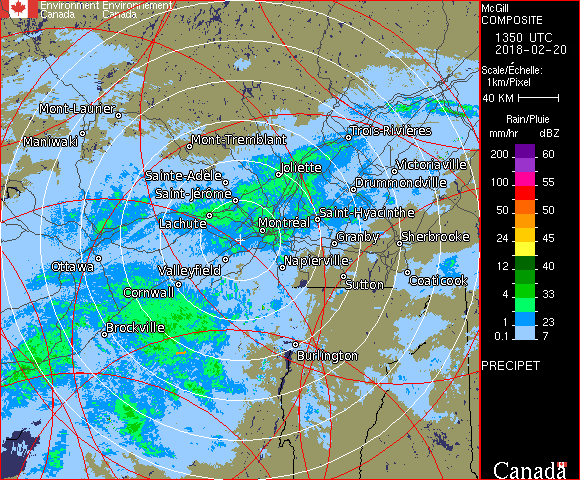 Environment Environnement
Canada Canada
McGill
COMPOSITE
1350 UTC
2018-02-20
Scale/Échelle:
1km/Pixel
40 KM
Rain/Pluie
mm/hr dBZ
200 60
100 55
50 50
24 45
12 40
4 33
1 23
0.1 7
PRECIPET
Canada
Mont-Laurier
Maniwaki
Mont-Tremblant
Trois-Rivières
Joliette
Victoriaville
Sainte-Adèle
Drummondville
Saint-Jérôme
Saint-Hyacinthe
Lachute
Montréal
Granby
Sherbrooke
Ottawa
Napierville
Valleyfield
Coaticook
Sutton
Cornwall
Brockville
Burlington